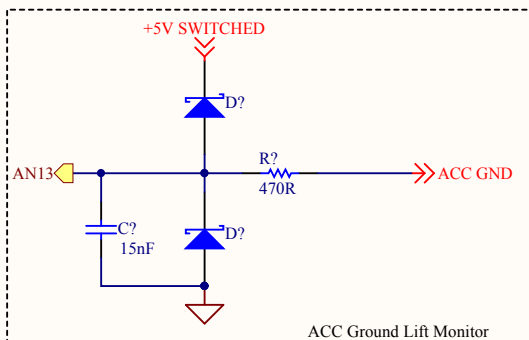 +5V SWITCHED
D?
R?
AN13
ACC GND
470R
C?
D?
15nF
ACC Ground Lift Monitor